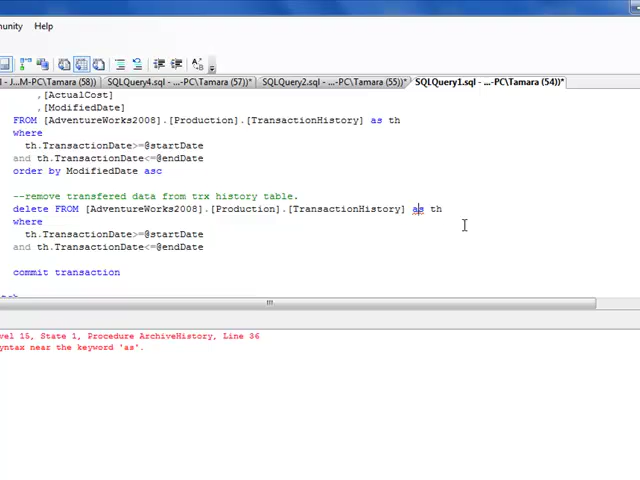 unity Help
l - J...M-PC\Tamara (58)) SQLQuery4.sql - ...-PC\Tamara (57))* SQLQuery2.sql - ...-PC\Tamara (55))* SQLQuery1.sql - ...-PC\Tamara (54))*
,[ActualCost]
,[ModifiedDate]
FROM [AdventureWorks2008].[Production].[TransactionHistory] as th
where
th.TransactionDate>=@startDate
and th.TransactionDate<=@endDate
order by ModifiedDate asc
--remove transfered data from trx history table.
delete FROM [AdventureWorks2008].[Production].[TransactionHistory] as th
where
th.TransactionDate>=@startDate
and th.TransactionDate<=@endDate
commit transaction
vel 15, State 1, Procedure ArchiveHistory, Line 36
yntax near the keyword 'as'.